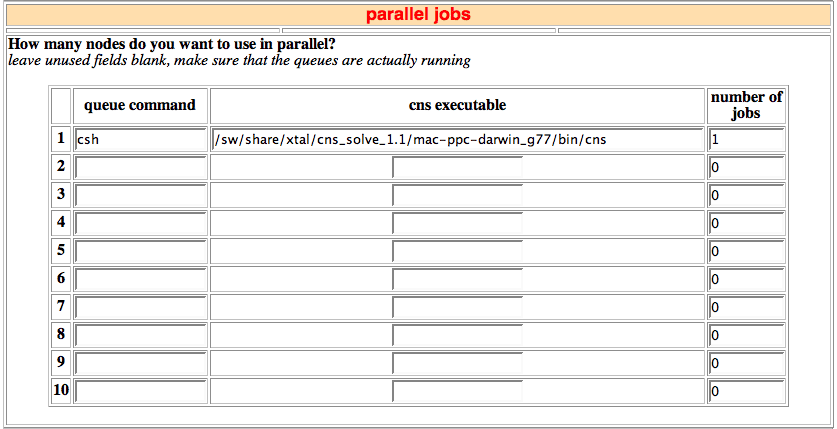 parallel jobs
How many nodes do you want to use in parallel?
leave unused fields blank, make sure that the queues are actually running
queue command cns executable number of jobs
1 csh /sw/share/xtal/cns_solve_1.1/mac-ppc-darwin_g77/bin/cns 1
2 0
3 0
4 0
5 0
6 0
7 0
8 0
9 0
10 0